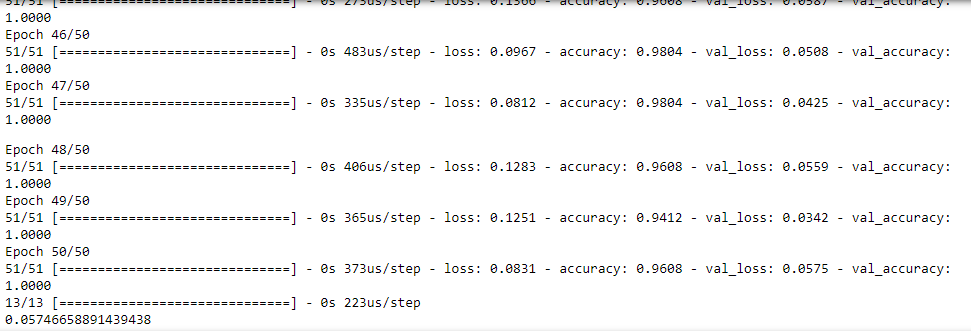 51/51 [==============================] - 0s 273us/step - loss: 0.1366 - accuracy: 0.9608 - val_loss: 0.0587 - val_accuracy:
1.0000
Epoch 46/50
51/51 [==============================] - 0s 483us/step - loss: 0.0967 - accuracy: 0.9804 - val_loss: 0.0508 - val_accuracy:
1.0000
Epoch 47/50
51/51 [==============================] - 0s 335us/step - loss: 0.0812 - accuracy: 0.9804 - val_loss: 0.0425 - val_accuracy:
1.0000
Epoch 48/50
51/51 [==============================] - 0s 406us/step - loss: 0.1283 - accuracy: 0.9608 - val_loss: 0.0559 - val_accuracy:
1.0000
Epoch 49/50
51/51 [==============================] - 0s 365us/step - loss: 0.1251 - accuracy: 0.9412 - val_loss: 0.0342 - val_accuracy:
1.0000
Epoch 50/50
51/51 [==============================] - 0s 373us/step - loss: 0.0831 - accuracy: 0.9608 - val_loss: 0.0575 - val_accuracy:
1.0000
13/13 [==============================] - 0s 223us/step
0.05746658891439438